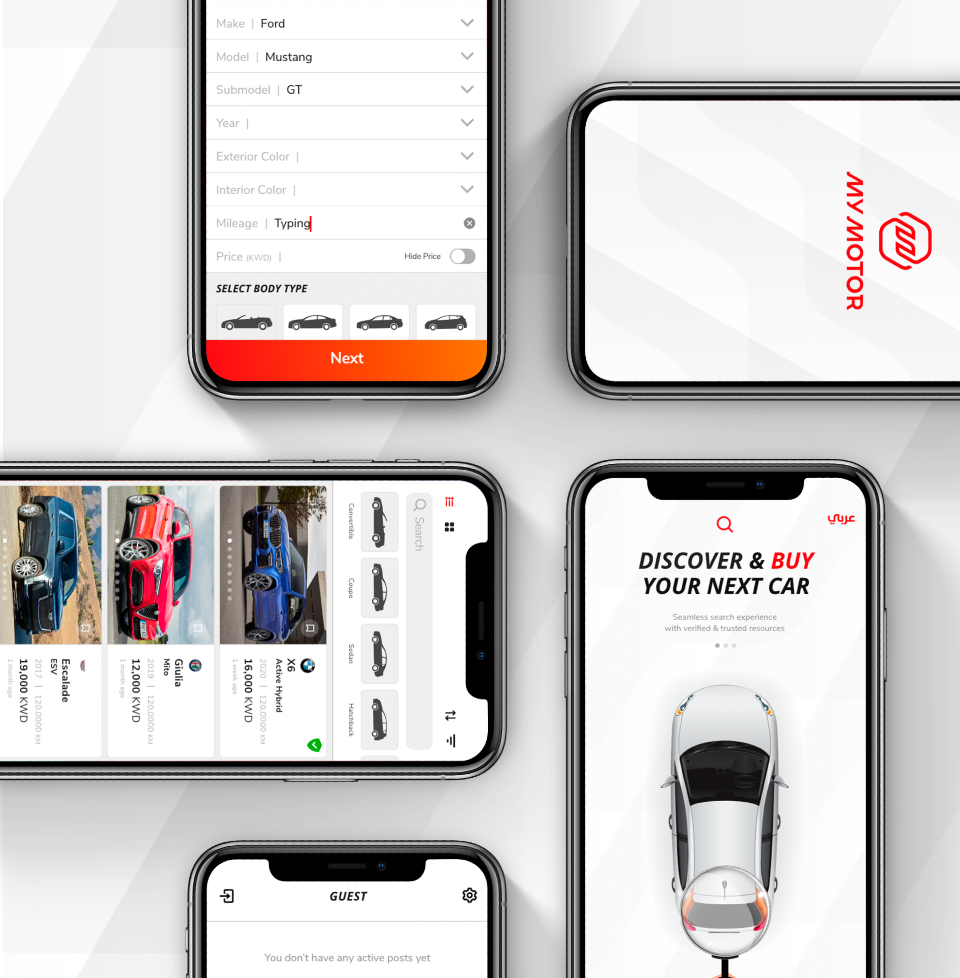 Make | Ford
Model | Mustang
Submodel | GT
Year |
Exterior Color |
Interior Color |
Mileage | Typing
Price (KWD) |
Hide Price
SELECT BODY TYPE
Next
MY MOTOR
Search
Convertible
Coupe
Sedan
Hatchback
X6
Active Hybrid
2020 | 120.0000 KM
16,000 KWD
1 week ago
Giulia
Mito
2019 | 120.0000 KM
12,000 KWD
1 month ago
Escalade
ESV
2017 | 120.0000 KM
19,000 KWD
1 month ago
عربي
DISCOVER & BUY
YOUR NEXT CAR
Seamless search experience
with verified & trusted resources
GUEST
You don't have any active posts yet